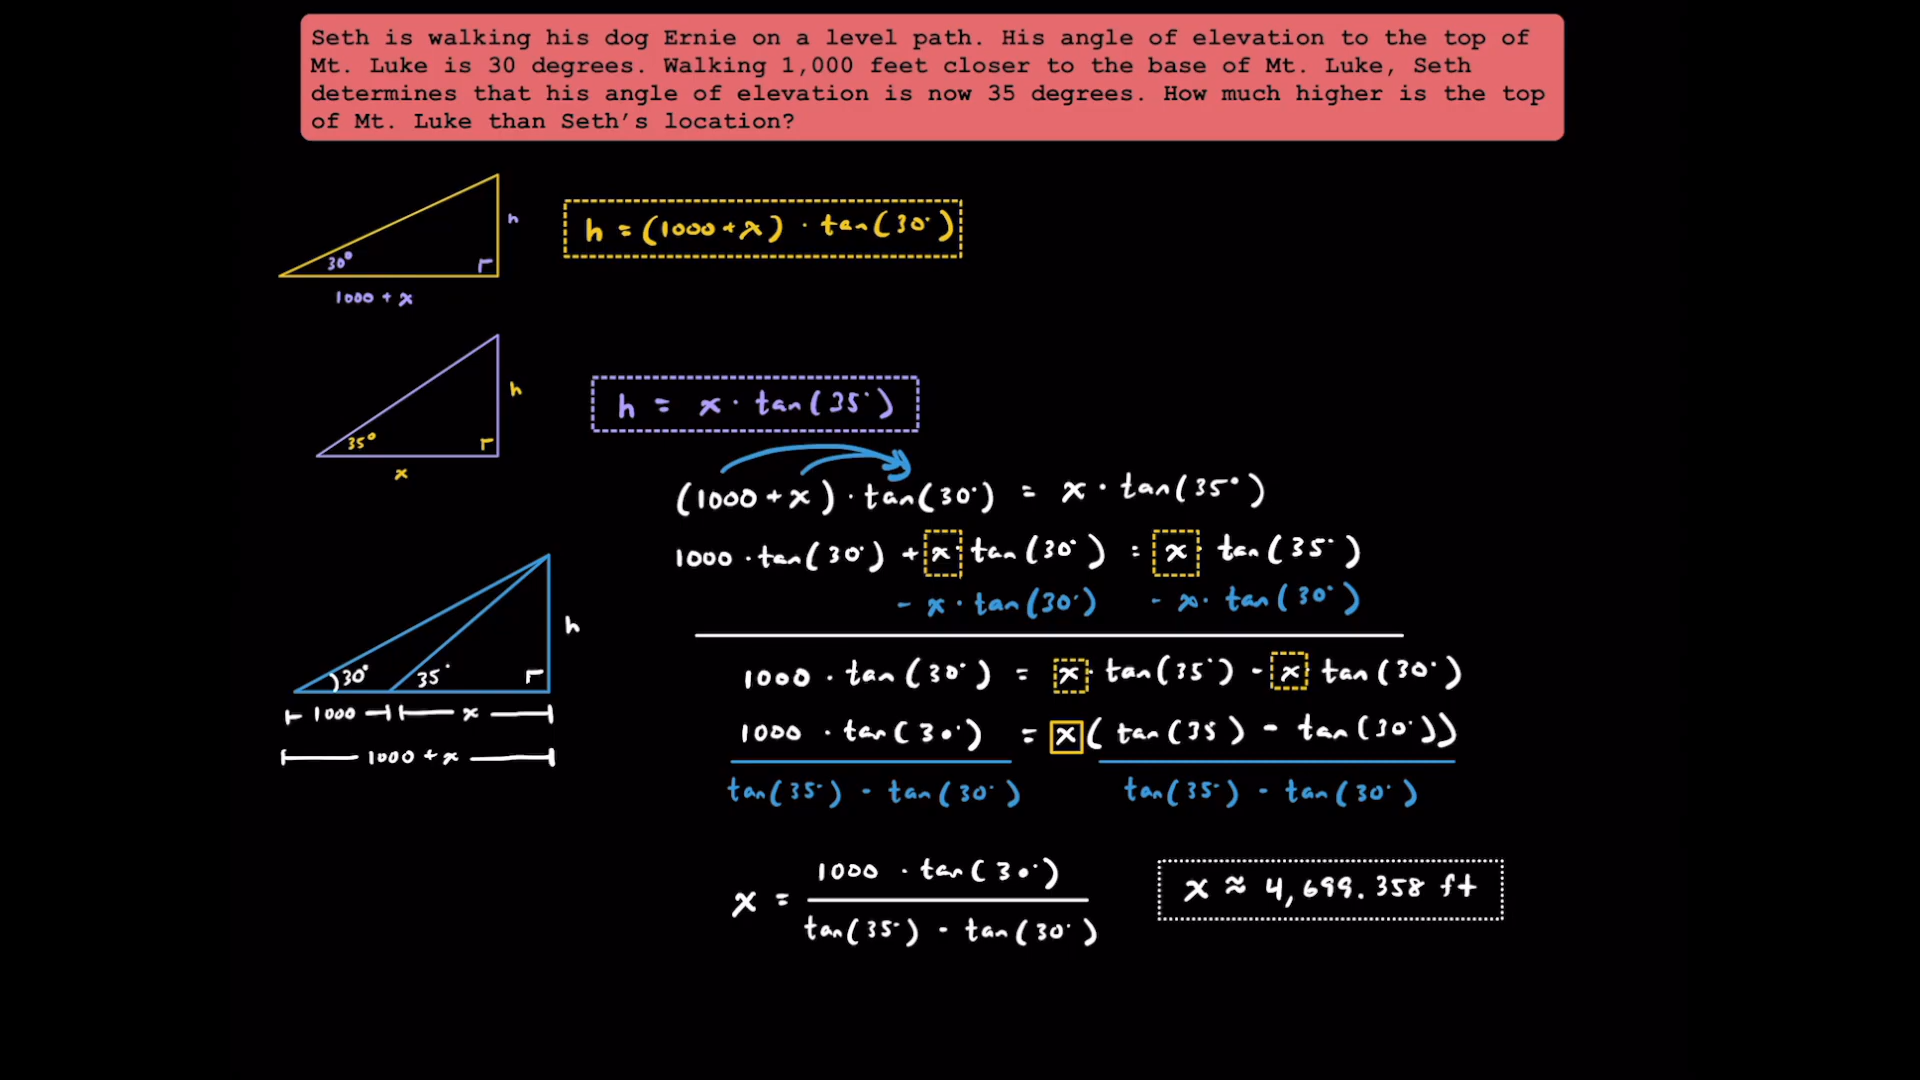 Seth is walking his dog Ernie on a level path. His angle of elevation to the top of
Mt. Luke is 30 degrees. Walking 1,000 feet closer to the base of Mt. Luke, Seth
determines that his angle of elevation is now 35 degrees. How much higher is the top
of Mt. Luke than Seth's location?
h
30°
1000 + x
h = (1000 + x) · tan(30°)
h
35°
x
h = x · tan(35°)
(1000 + x) · tan(30°) = x · tan(35°)
1000 · tan(30°) + x · tan(30°) = x · tan(35°)
- x · tan(30°) - x · tan(30°)
h
30°
35°
1000
x
1000 + x
1000 · tan(30°) = x · tan(35°) - x · tan(30°)
1000 · tan(30°) = x(tan(35) - tan(30°))
tan(35°) - tan(30°) tan(35°) - tan(30°)
1000 · tan(30°)
x =
tan(35°) - tan(30°)
x ≈ 4,699.358 ft